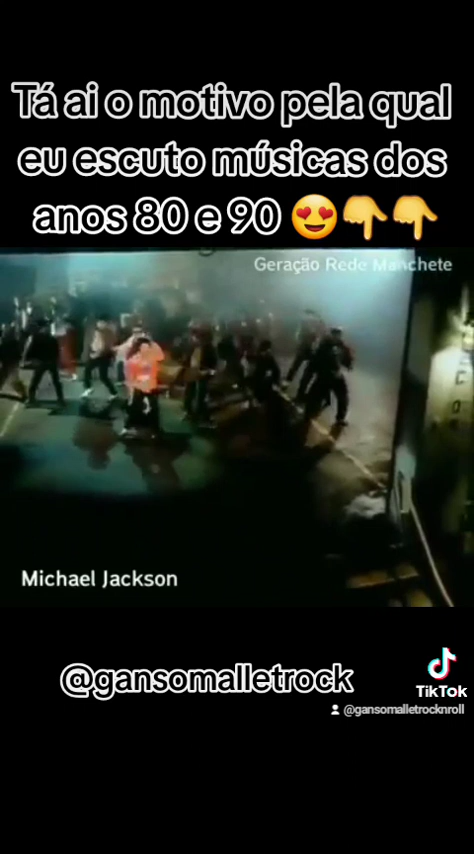 Tá ai o motivo pela qual
eu escuto músicas dos
anos 80 e 90 😍👇👇
Geração Rede Manchete
Michael Jackson
@gansomalletrock
TikTok
@gansomalletrocknroll